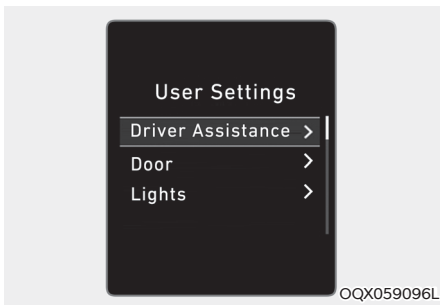 User Settings
Driver Assistance >
Door >
Lights >
OQX059096L